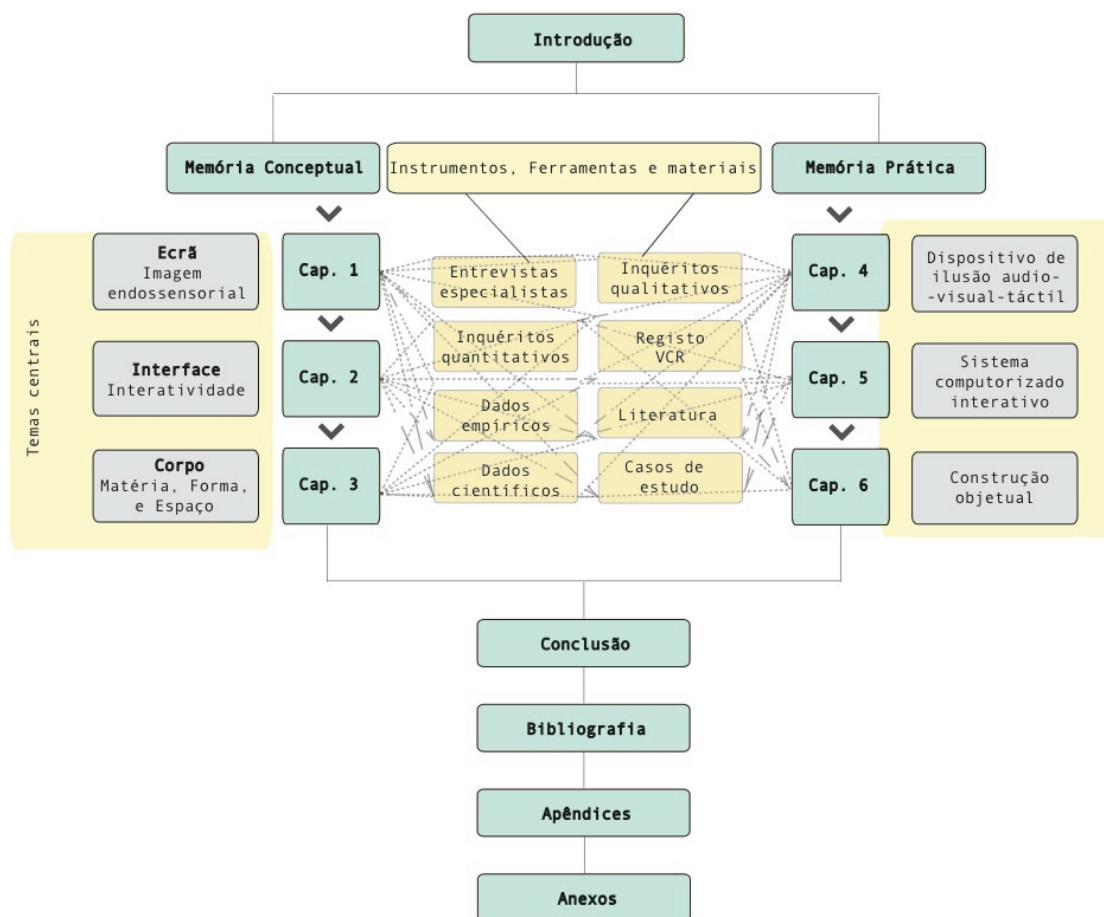 Introdução
Memória Conceptual
Instrumentos, Ferramentas e materiais
Memória Prática
Temas centrais
Ecrã
Imagem
endossensorial
Cap. 1
Entrevistas
especialistas
Inquéritos
qualitativos
Cap. 4
Dispositivo de
ilusão audio-
-visual-táctil
Interface
Interatividade
Cap. 2
Inquéritos
quantitativos
Registo
VCR
Cap. 5
Sistema
computorizado
interativo
Dados
empíricos
Literatura
Corpo
Matéria, Forma,
e Espaço
Cap. 3
Dados
científicos
Casos de
estudo
Cap. 6
Construção
objetual
Conclusão
Bibliografia
Apêndices
Anexos